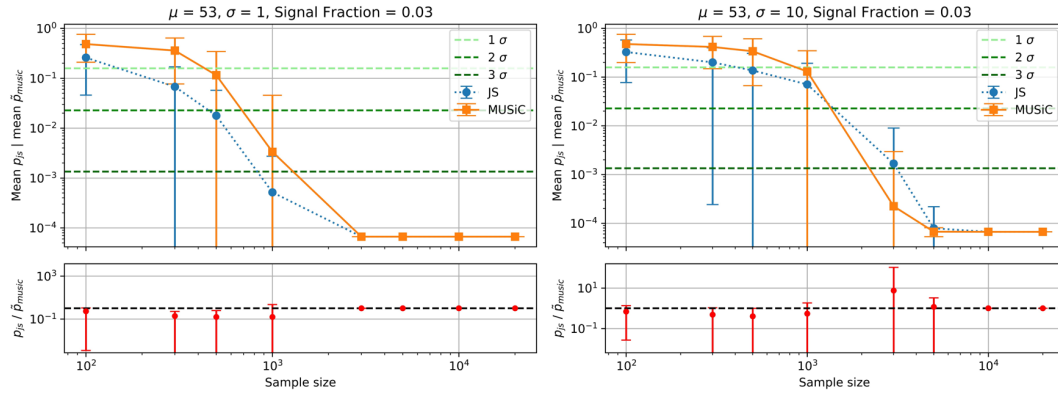 μ = 53, σ = 1, Signal Fraction = 0.03
10⁰
10⁻¹
10⁻²
10⁻³
10⁻⁴
Mean p_js | mean p̃_music
1 σ
2 σ
3 σ
JS
MUSiC
10³
10⁻¹
p_js / p̃_music
10²
10³
10⁴
Sample size
μ = 53, σ = 10, Signal Fraction = 0.03
10⁰
10⁻¹
10⁻²
10⁻³
10⁻⁴
Mean p_js | mean p̃_music
1 σ
2 σ
3 σ
JS
MUSiC
10¹
10⁻¹
p_js / p̃_music
10²
10³
10⁴
Sample size